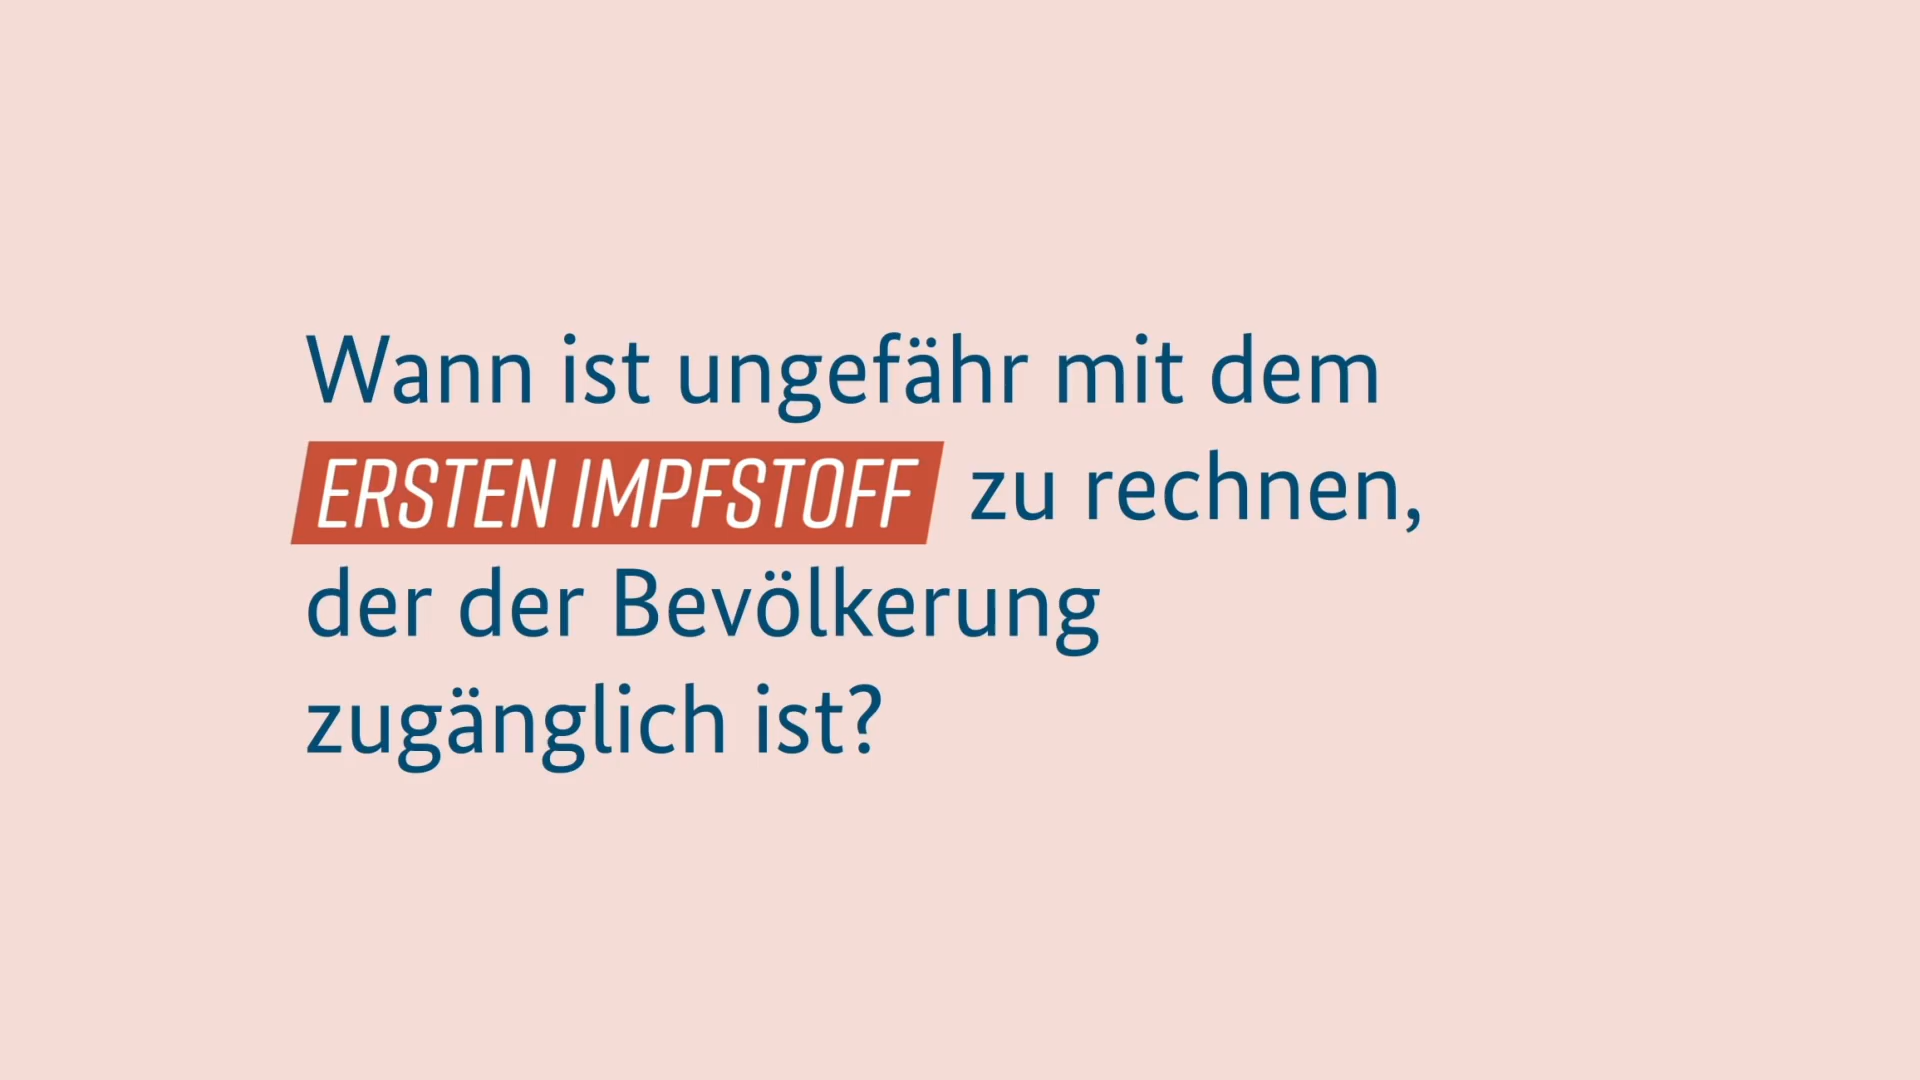 Wann ist ungefähr mit dem
ERSTEN IMPFSTOFF zu rechnen,
der der Bevölkerung
zugänglich ist?